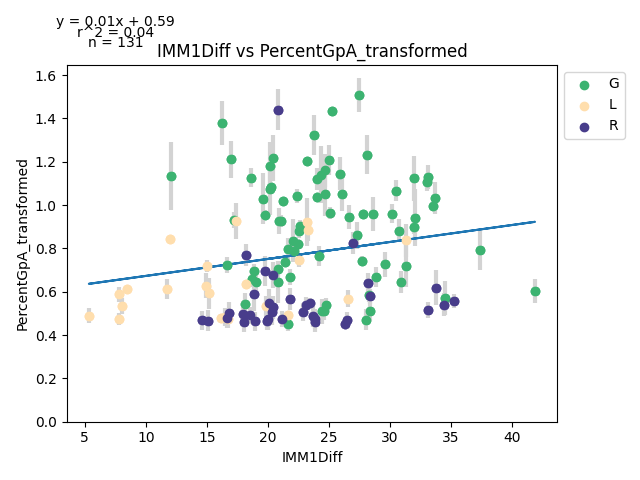 y = 0.01x + 0.59
r^2 = 0.04
n = 131
IMM1Diff vs PercentGpA_transformed
G
L
R
PercentGpA_transformed
1.6
1.4
1.2
1.0
0.8
0.6
0.4
0.2
0.0
5 10 15 20 25 30 35 40
IMM1Diff